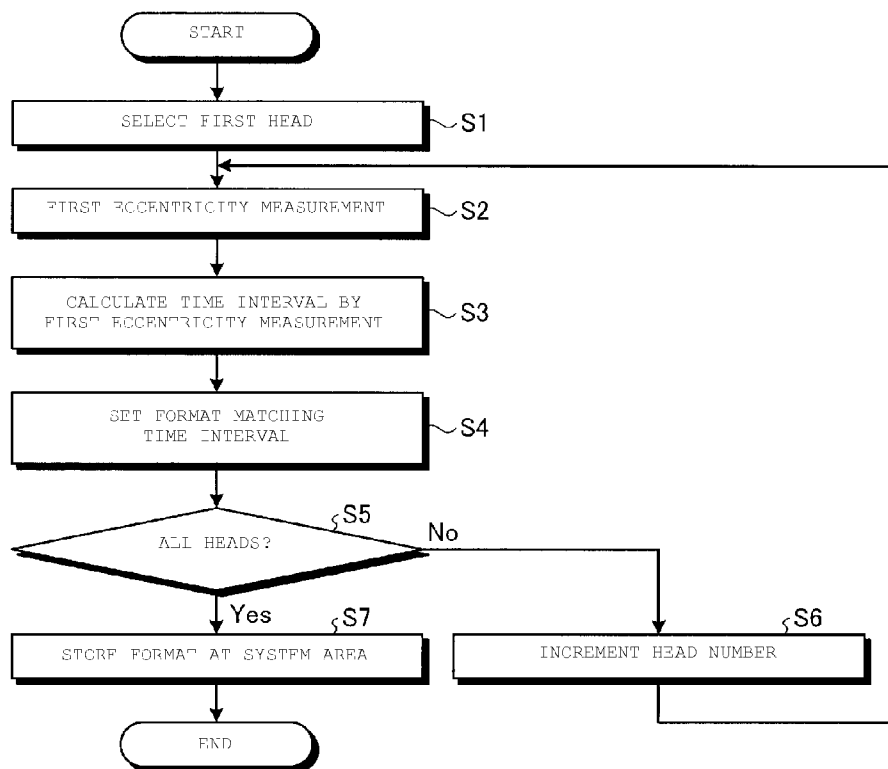 START
SELECT FIRST HEAD
S1
FIRST ECCENTRICITY MEASUREMENT
S2
CALCULATE TIME INTERVAL BY
FIRST ECCENTRICITY MEASUREMENT
S3
SET FORMAT MATCHING
TIME INTERVAL
S4
S5
ALL HEADS?
No
Yes
S7
STORE FORMAT AT SYSTEM AREA
S6
INCREMENT HEAD NUMBER
END